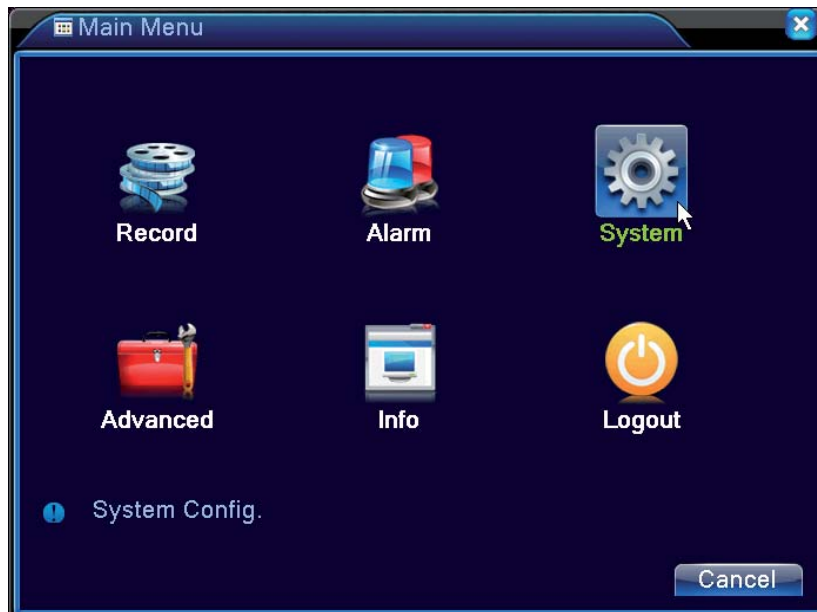 Main Menu
Record Alarm System
Advanced Info Logout
System Config.
Cancel